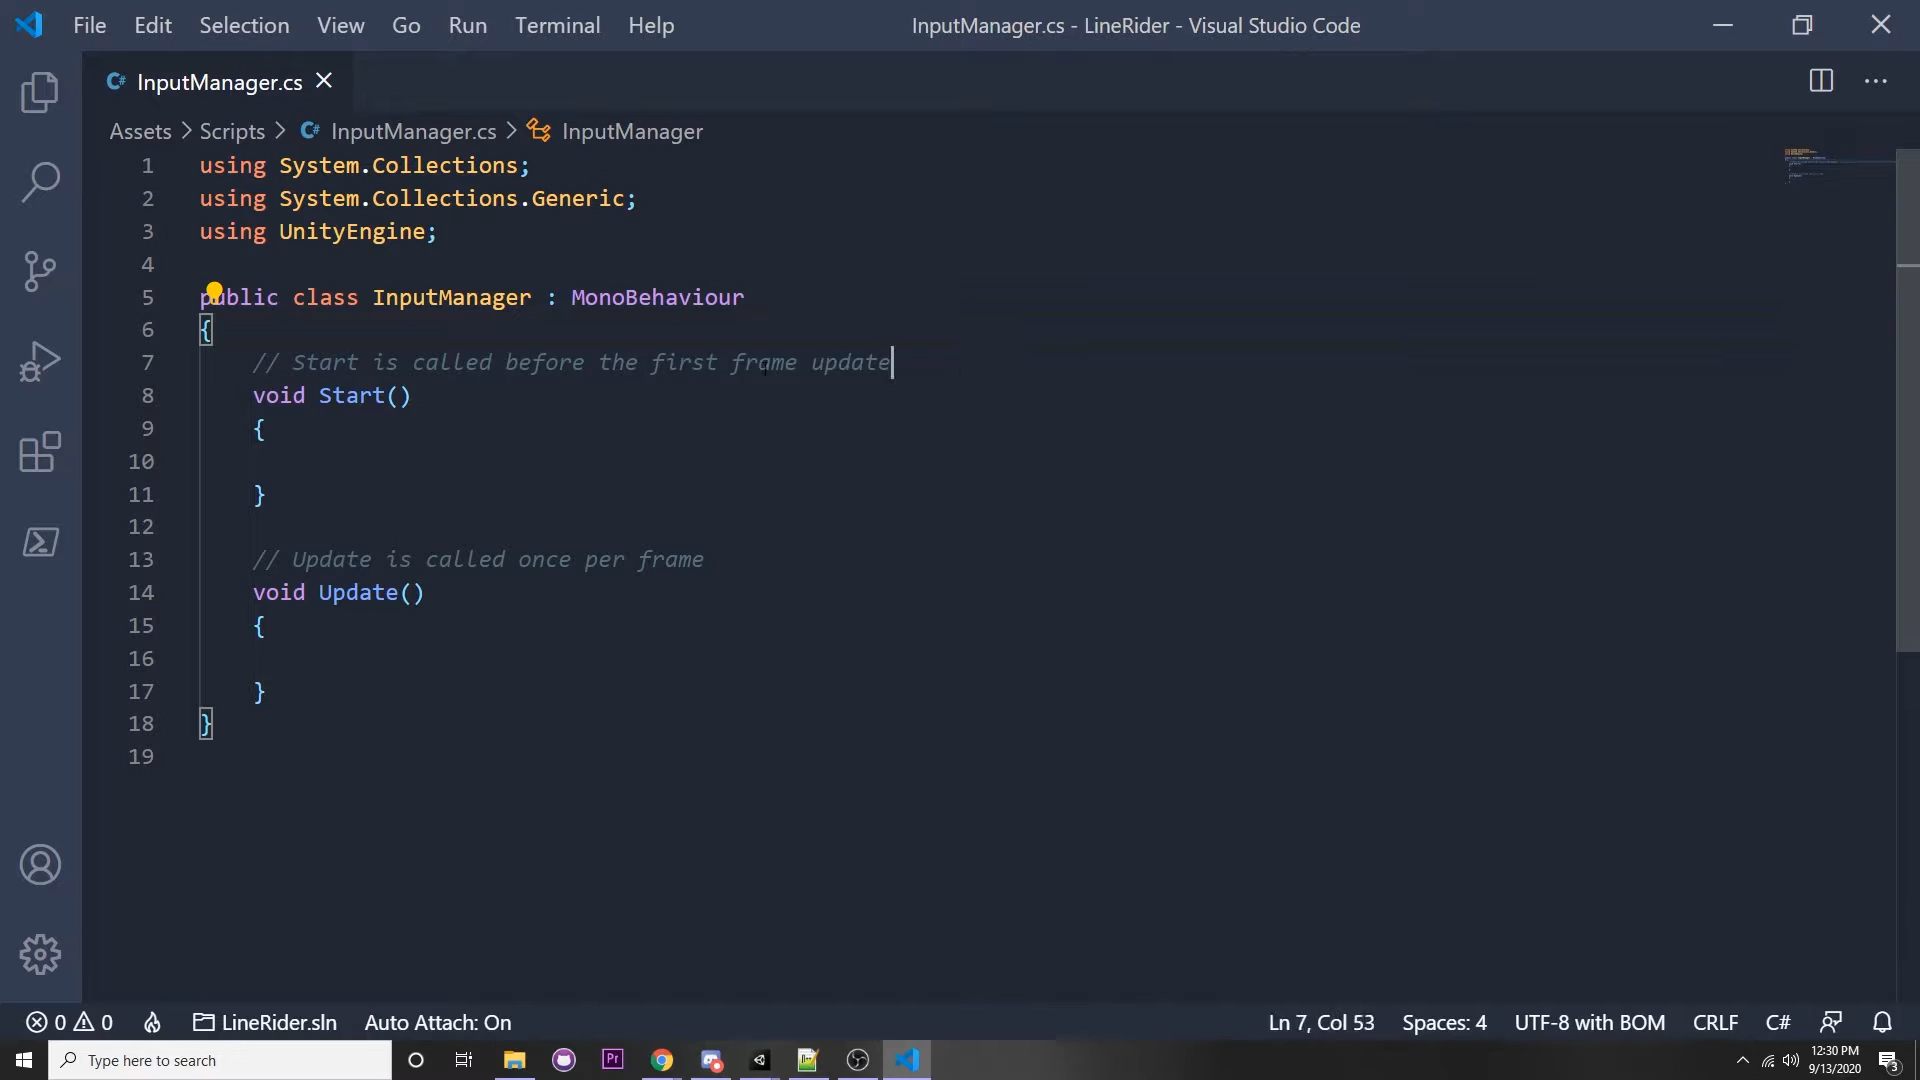 File Edit Selection View Go Run Terminal Help InputManager.cs - LineRider - Visual Studio Code
InputManager.cs
Assets > Scripts > InputManager.cs > InputManager
1 using System.Collections;
2 using System.Collections.Generic;
3 using UnityEngine;
4
5 public class InputManager : MonoBehaviour
6 {
7 // Start is called before the first frame update
8 void Start()
9 {
10
11 }
12
13 // Update is called once per frame
14 void Update()
15 {
16
17 }
18 }
19
0 0 LineRider.sln Auto Attach: On Ln 7, Col 53 Spaces: 4 UTF-8 with BOM CRLF C#
Type here to search Pr 12:30 PM
9/13/2020 3